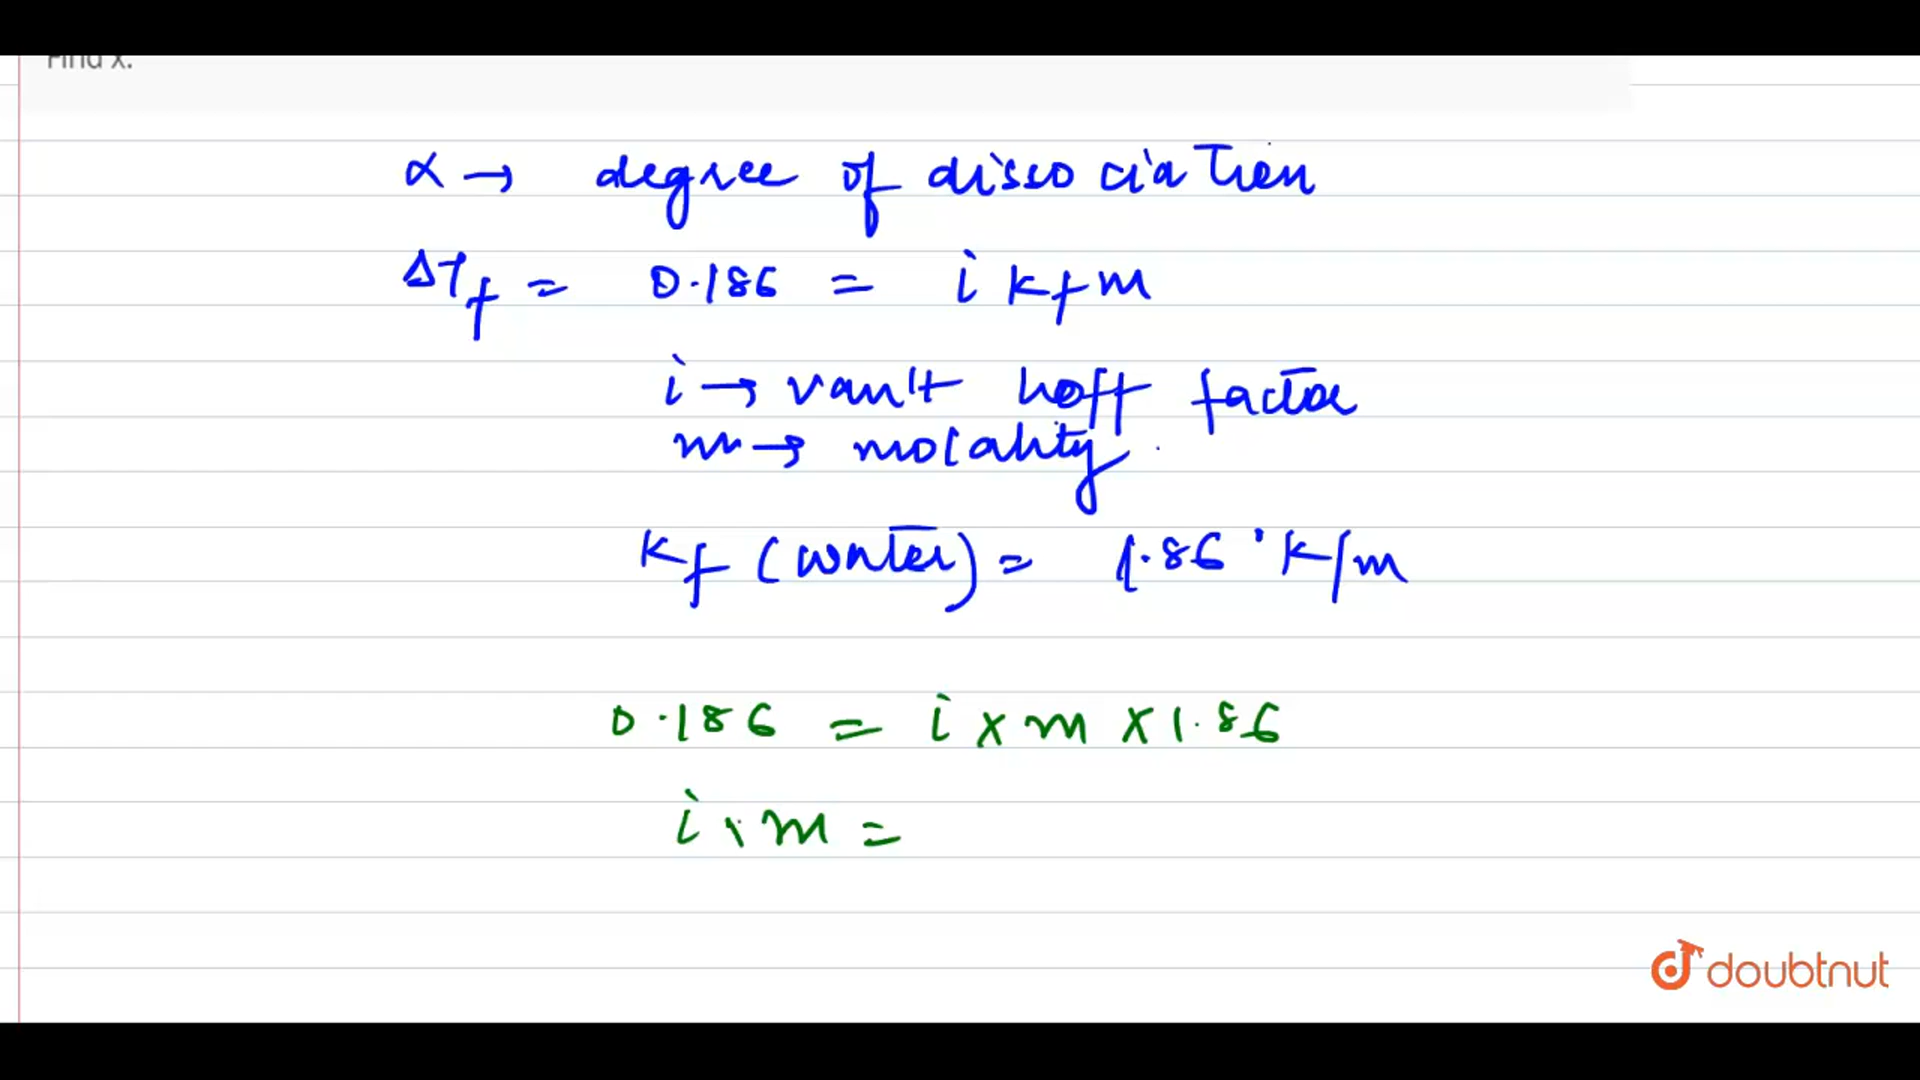 Find x.
α → degree of dissociation
ΔTf = 0.186 = i Kf m
i → van't hoff factor
m → molality
Kf (water) = 1.86 °K/m
0.186 = i x m x 1.86
i x m =
doubtnut